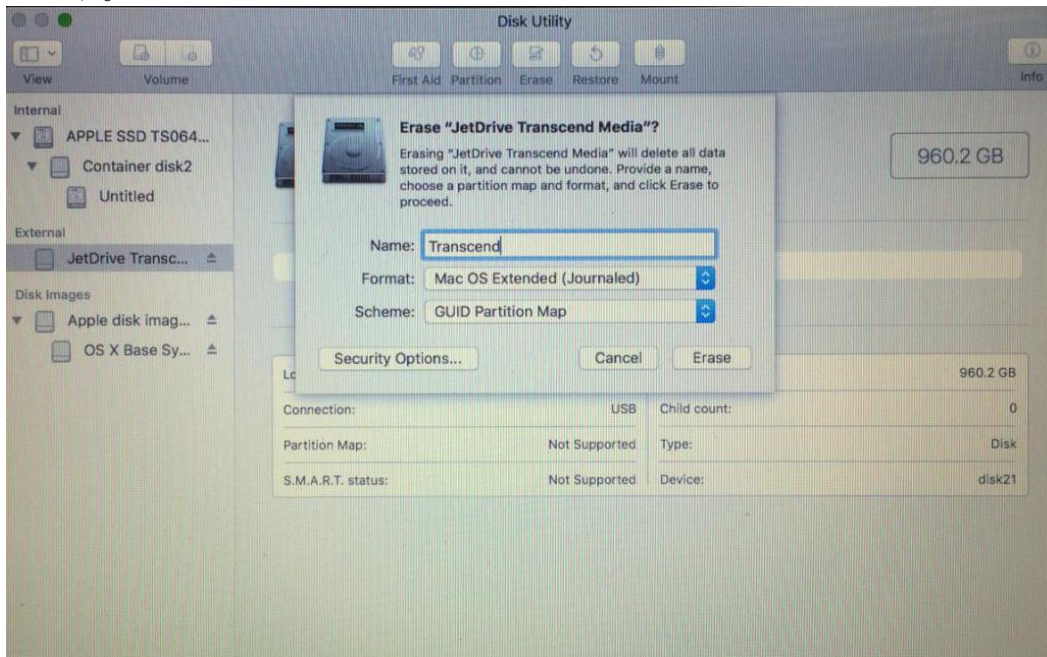 Disk Utility
View
Volume
First Aid
Partition
Erase
Restore
Mount
Info
Internal
APPLE SSD TS064...
Container disk2
Untitled
External
JetDrive Transc...
Disk Images
Apple disk imag...
OS X Base Sy...
960.2 GB
Erase “JetDrive Transcend Media”?
Erasing “JetDrive Transcend Media” will delete all data
stored on it, and cannot be undone. Provide a name,
choose a partition map and format, and click Erase to
proceed.
Name: Transcend
Format: Mac OS Extended (Journaled)
Scheme: GUID Partition Map
Security Options...
Cancel
Erase
Lo
960.2 GB
Connection: USB
Child count: 0
Partition Map: Not Supported
Type: Disk
S.M.A.R.T. status: Not Supported
Device: disk21